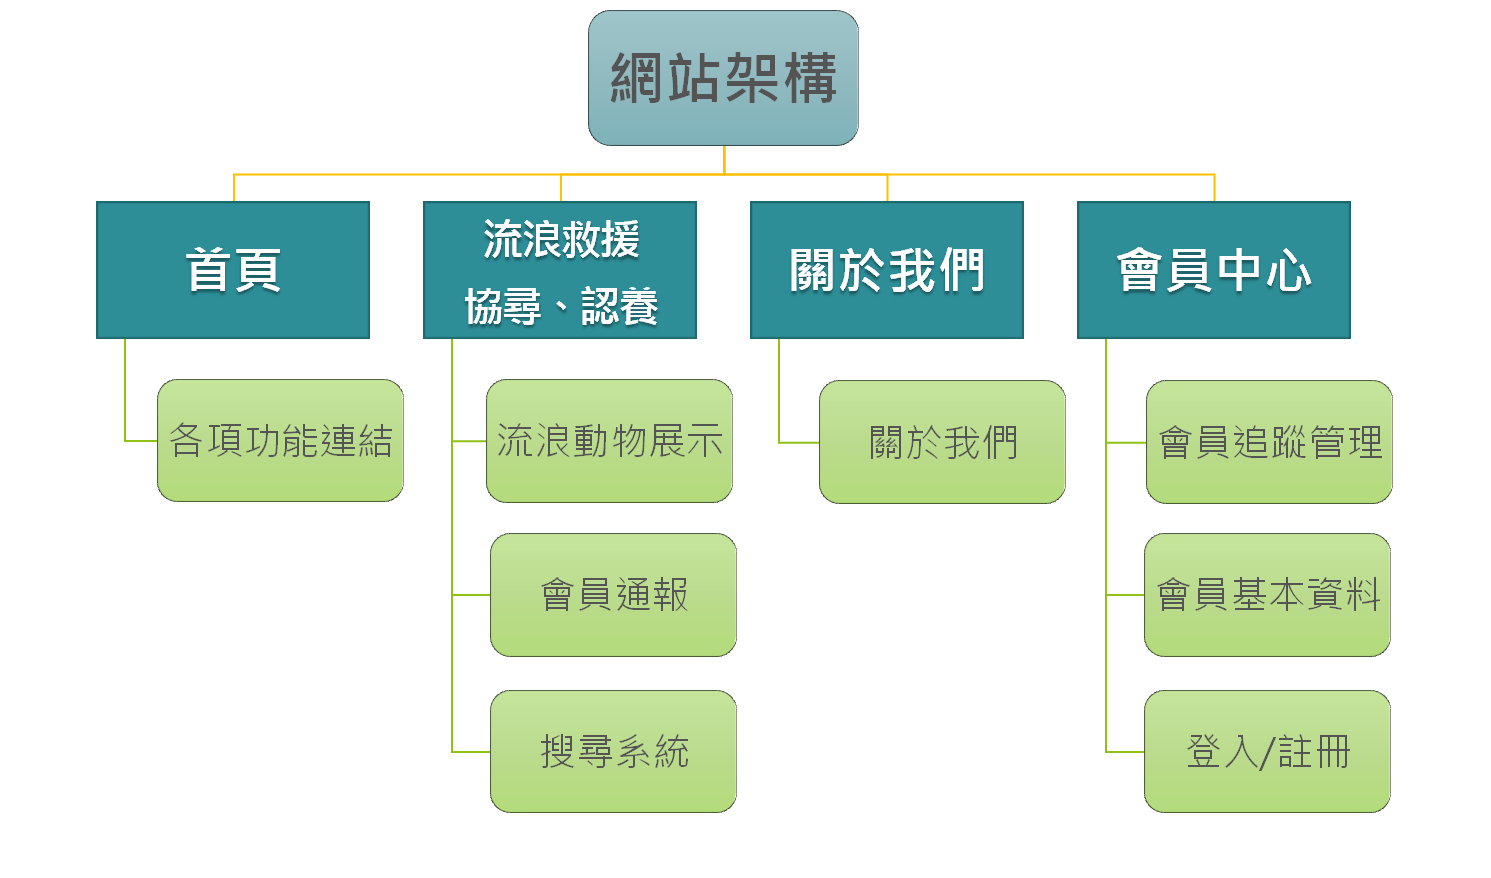 網站架構
首頁
流浪救援
協尋、認養
關於我們
會員中心
各項功能連結
流浪動物展示
關於我們
會員追蹤管理
會員通報
會員基本資料
搜尋系統
登入/註冊